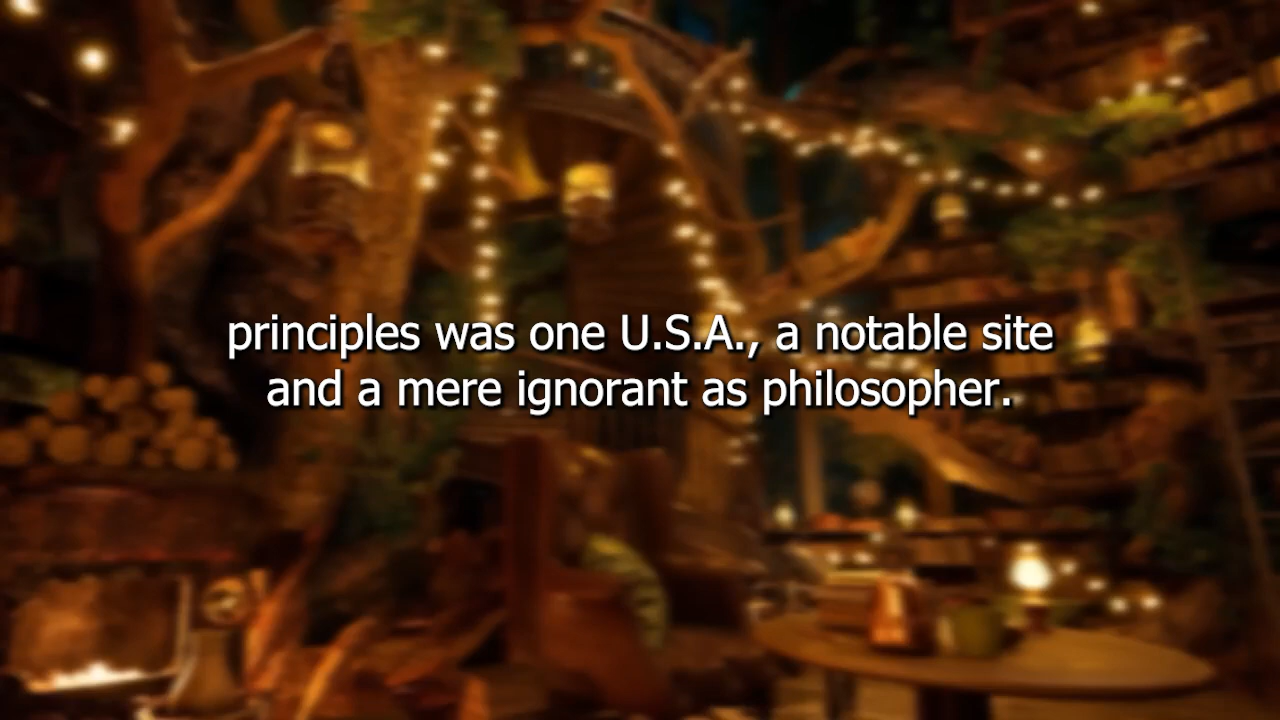 principles was one U.S.A., a notable site
and a mere ignorant as philosopher.